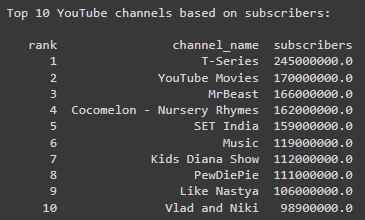 Top 10 YouTube channels based on subscribers:
rank channel_name subscribers
1 T-Series 245000000.0
2 YouTube Movies 170000000.0
3 MrBeast 166000000.0
4 Cocomelon - Nursery Rhymes 162000000.0
5 SET India 159000000.0
6 Music 119000000.0
7 Kids Diana Show 112000000.0
8 PewDiePie 111000000.0
9 Like Nastya 106000000.0
10 Vlad and Niki 98900000.0